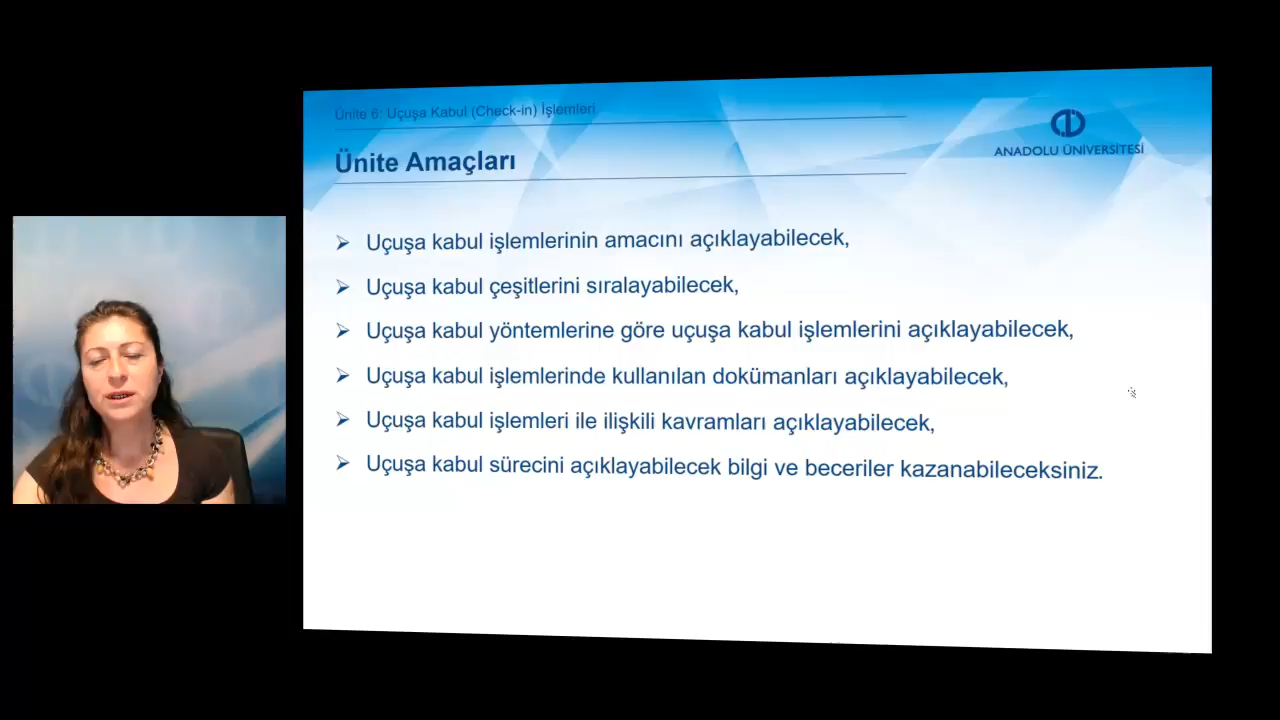 Ünite 6: Uçuşa Kabul (Check-in) İşlemleri
ANADOLU ÜNİVERSİTESİ
Ünite Amaçları
Uçuşa kabul işlemlerinin amacını açıklayabilecek,
Uçuşa kabul çeşitlerini sıralayabilecek,
Uçuşa kabul yöntemlerine göre uçuşa kabul işlemlerini açıklayabilecek,
Uçuşa kabul işlemlerinde kullanılan dokümanları açıklayabilecek,
Uçuşa kabul işlemleri ile ilişkili kavramları açıklayabilecek,
Uçuşa kabul sürecini açıklayabilecek bilgi ve beceriler kazanabileceksiniz.